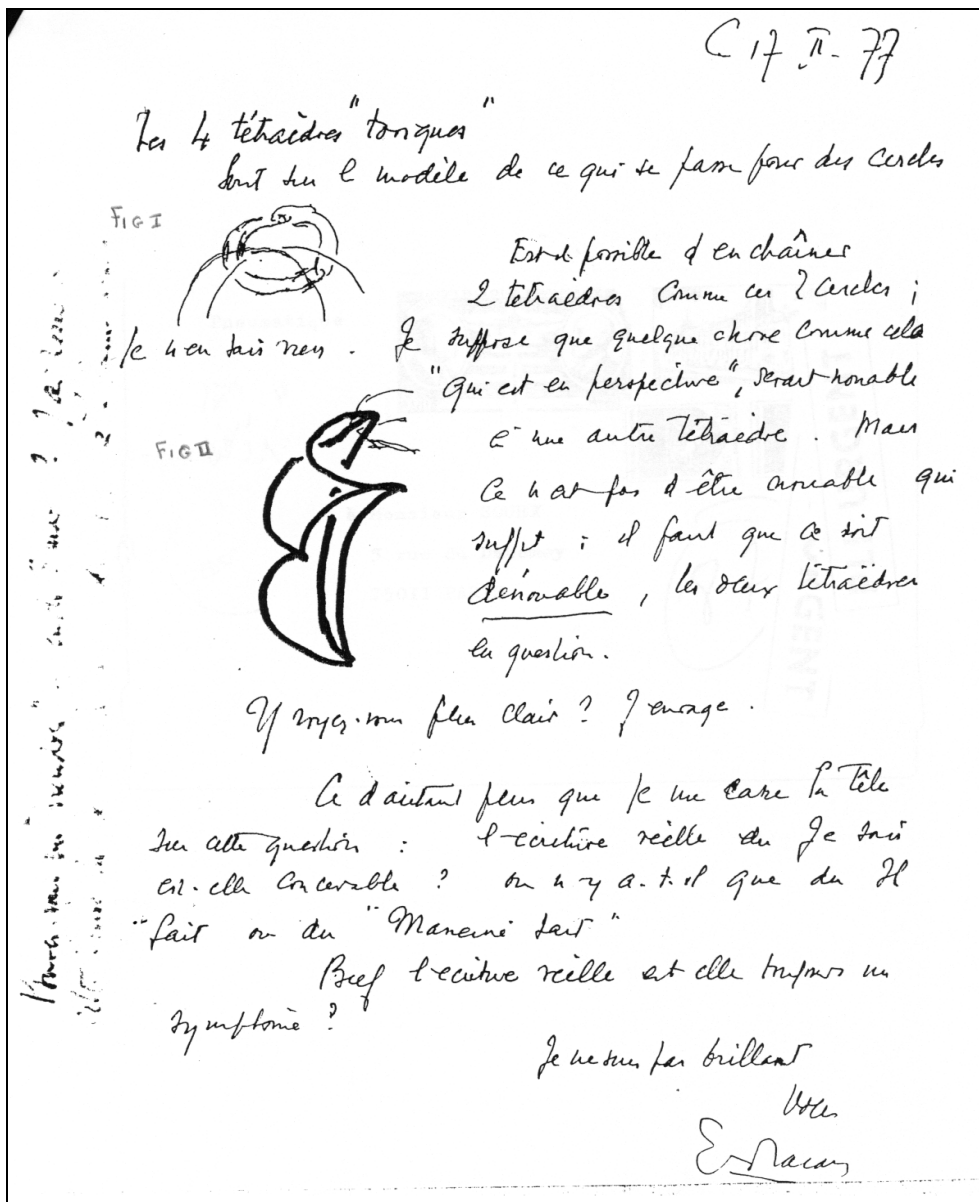 C 17 II - 77
Les 4 tétraèdres "toriques"
sont sur le modèle de ce qui se passe pour des cercles
FIG I
Est-il possible d'enchaîner
2 tétraèdres comme ces 2 cercles ;
Je n'en sais rien. Je suppose que quelque chose comme cela
"qui est en perspective", serait nouable
à une autre tétraèdre. Mais
FIG II
Ce n'est pas d'être nouable qui
suffit : il faut que ce soit
dénouable, les deux tétraèdres
en question.
Y voyez-vous plus clair ? J'enrage.
Ce d'autant plus que je me casse la tête
sur cette question : l'écriture réelle du Je sais
est-elle concevable ? ou n'y a-t-il que du Il
"sait ou du sait"
Bref l'écriture réelle est elle toujours un
symptôme ?
Je ne suis pas brillant
Votre
Lacan